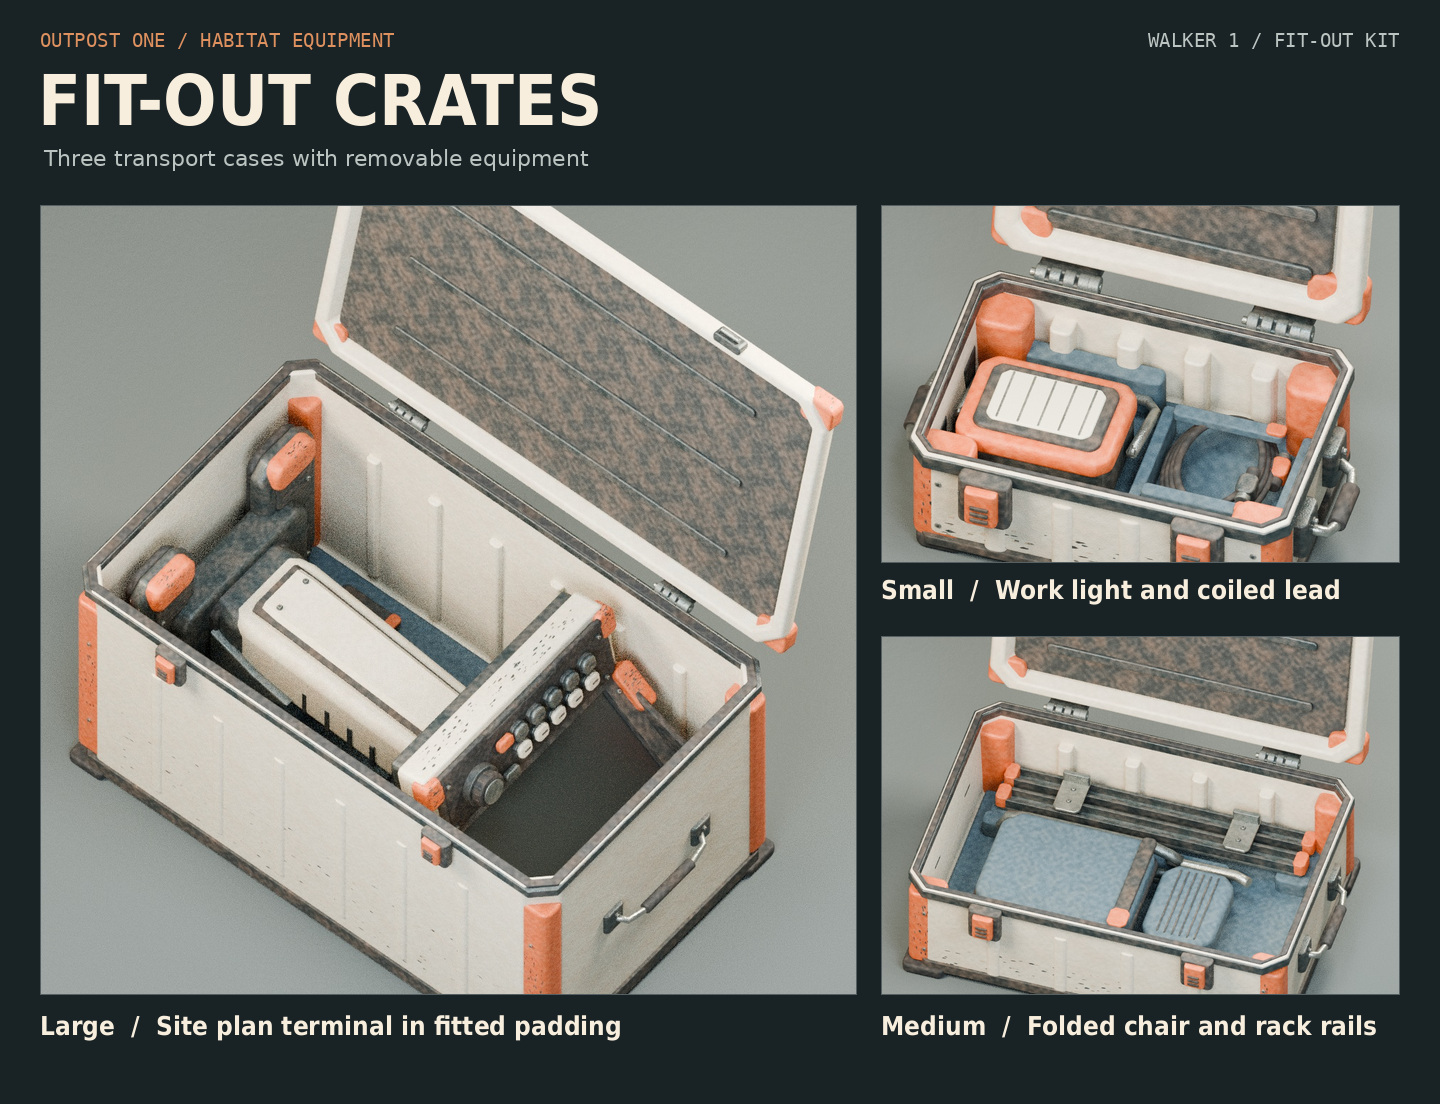 OUTPOST ONE / HABITAT EQUIPMENT
WALKER 1 / FIT-OUT KIT
FIT-OUT CRATES
Three transport cases with removable equipment
Small / Work light and coiled lead
Large / Site plan terminal in fitted padding
Medium / Folded chair and rack rails